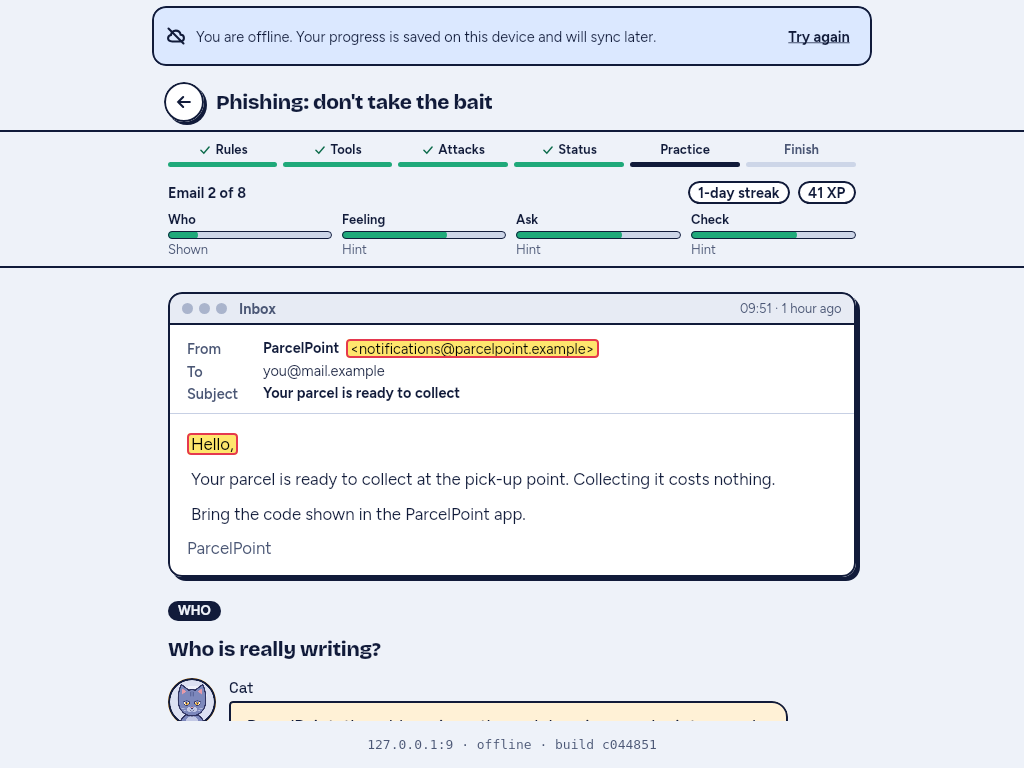 You are offline. Your progress is saved on this device and will sync later. Try again
Phishing: don't take the bait
Rules Tools Attacks Status Practice Finish
Email 2 of 8 1-day streak 41 XP
Who Feeling Ask Check
Shown Hint Hint Hint
Inbox 09:51 · 1 hour ago
From ParcelPoint <notifications@parcelpoint.example>
To you@mail.example
Subject Your parcel is ready to collect
Hello,
Your parcel is ready to collect at the pick-up point. Collecting it costs nothing.
Bring the code shown in the ParcelPoint app.
ParcelPoint
WHO
Who is really writing?
Cat
127.0.0.1:9 · offline · build c044851